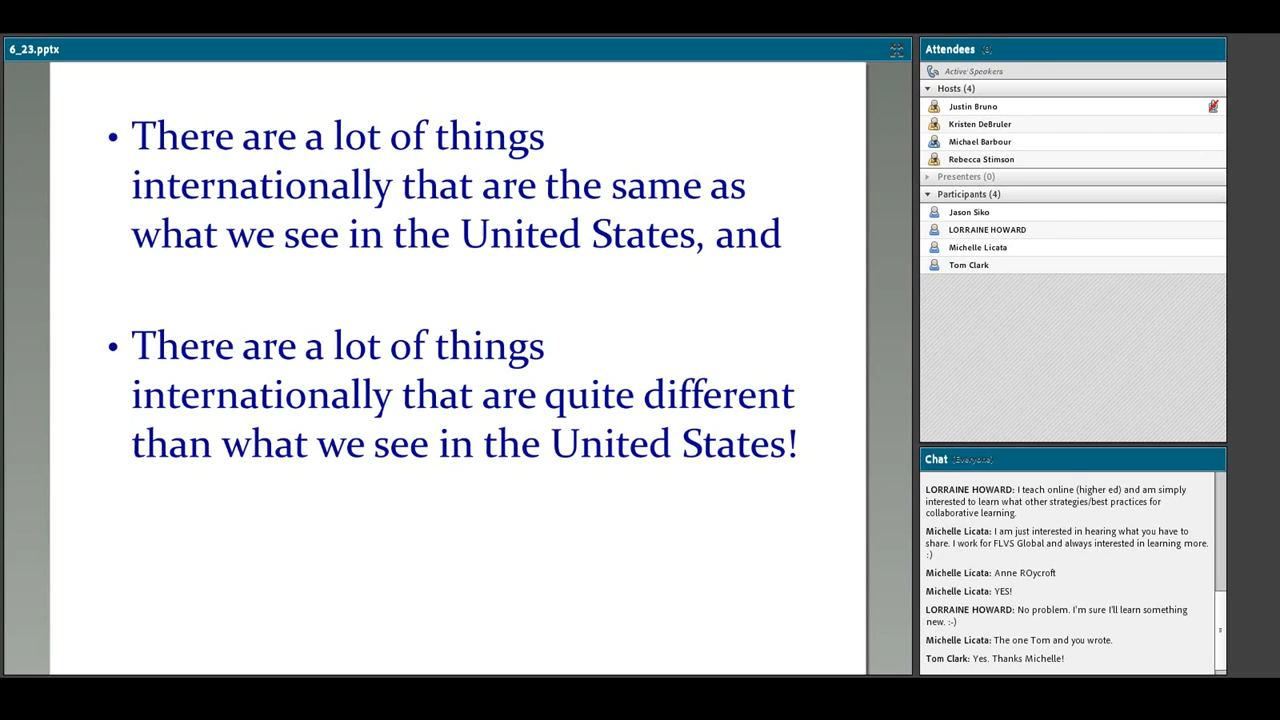 6_23.pptx
• There are a lot of things
internationally that are the same as
what we see in the United States, and
• There are a lot of things
internationally that are quite different
than what we see in the United States!
Attendees (8)
Active Speakers
Hosts (4)
Justin Bruno
Kristen DeBruler
Michael Barbour
Rebecca Stimson
Presenters (0)
Participants (4)
Jason Siko
LORRAINE HOWARD
Michelle Licata
Tom Clark
Chat (Everyone)
LORRAINE HOWARD: I teach online (higher ed) and am simply
interested to learn what other strategies/best practices for
collaborative learning.
Michelle Licata: I am just interested in hearing what you have to
share. I work for FLVS Global and always interested in learning more.
:)
Michelle Licata: Anne ROycroft
Michelle Licata: YES!
LORRAINE HOWARD: No problem. I'm sure I'll learn something
new. :-)
Michelle Licata: The one Tom and you wrote.
Tom Clark: Yes. Thanks Michelle!